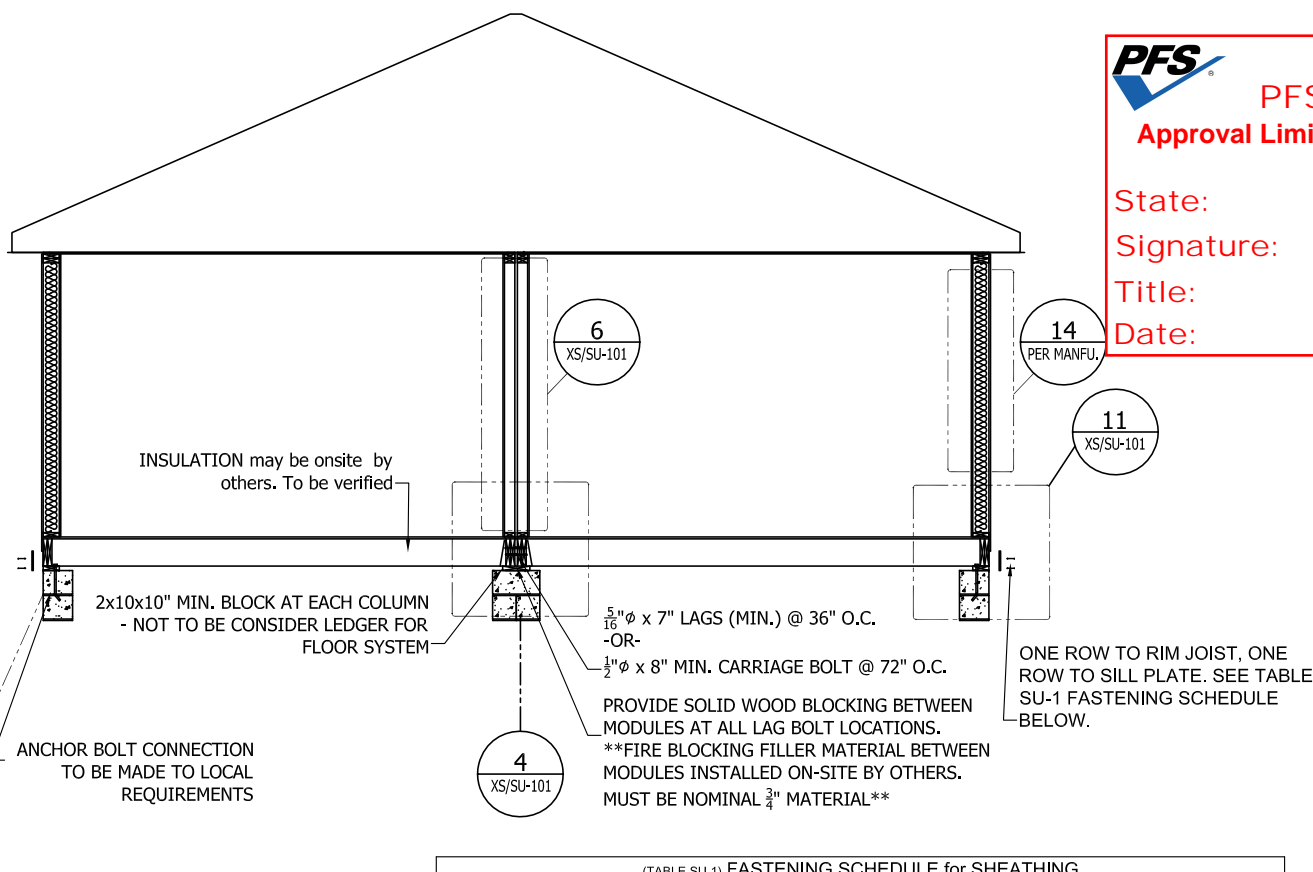 PFS
®
PFS
Approval Limi
State:
Signature:
Title:
Date:
6
XS/SU-101
14
PER MANFU.
11
XS/SU-101
INSULATION may be onsite by
others. To be verified
2x10x10" MIN. BLOCK AT EACH COLUMN
- NOT TO BE CONSIDER LEDGER FOR
FLOOR SYSTEM
5/16"φ x 7" LAGS (MIN.) @ 36" O.C.
-OR-
1/2"φ x 8" MIN. CARRIAGE BOLT @ 72" O.C.
PROVIDE SOLID WOOD BLOCKING BETWEEN
MODULES AT ALL LAG BOLT LOCATIONS.
**FIRE BLOCKING FILLER MATERIAL BETWEEN
MODULES INSTALLED ON-SITE BY OTHERS.
MUST BE NOMINAL 3/4" MATERIAL**
ONE ROW TO RIM JOIST, ONE
ROW TO SILL PLATE. SEE TABLE
SU-1 FASTENING SCHEDULE
BELOW.
ANCHOR BOLT CONNECTION
TO BE MADE TO LOCAL
REQUIREMENTS
4
XS/SU-101
(TABLE SU.1) FASTENING SCHEDULE for SHEATHING